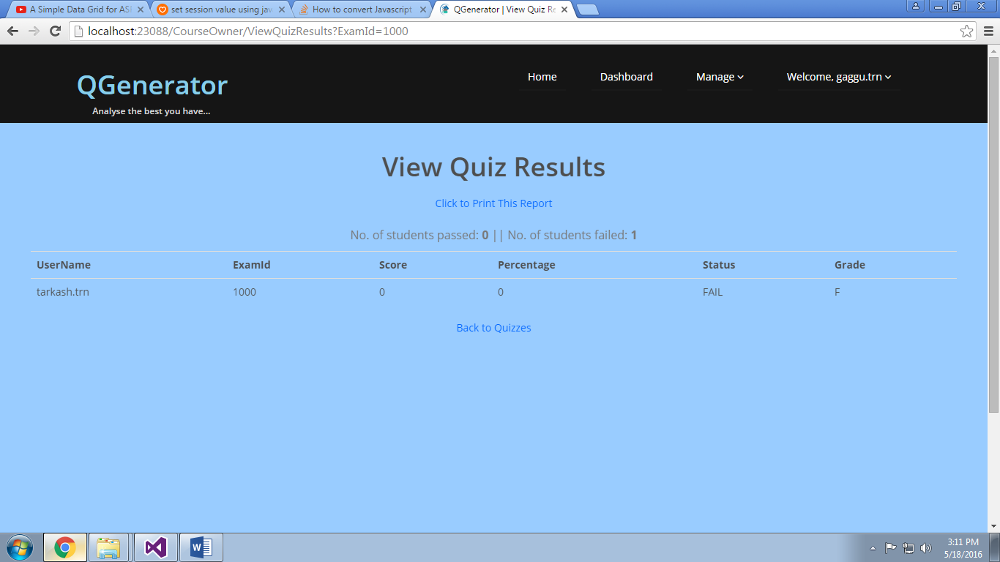 A Simple Data Grid for AS
set session value using jav
How to convert Javascript
QGenerator | View Quiz Re
localhost:23088/CourseOwner/ViewQuizResults?ExamId=1000
QGenerator
Analyse the best you have...
Home Dashboard Manage Welcome, gaggu.trn
View Quiz Results
Click to Print This Report
No. of students passed: 0 || No. of students failed: 1
UserName ExamId Score Percentage Status Grade
tarkash.trn 1000 0 0 FAIL F
Back to Quizzes
3:11 PM
5/18/2016